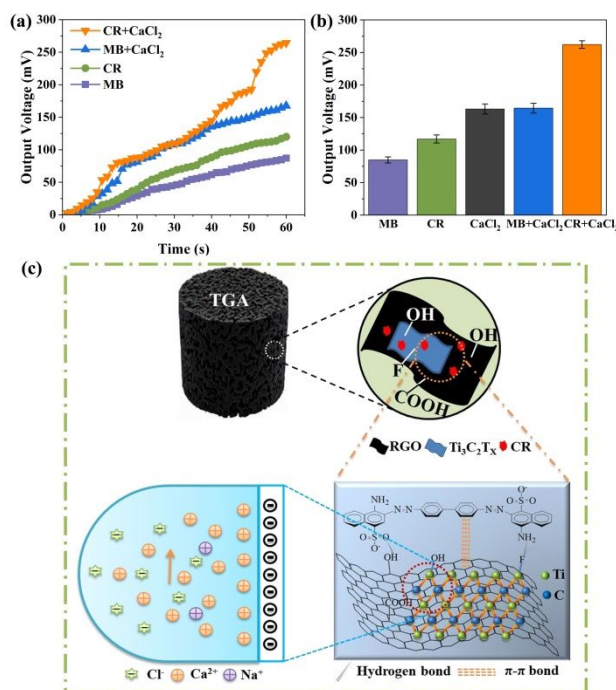 (a)
300
250
200
150
100
50
0
Output Voltage (mV)
CR+CaCl₂
MB+CaCl₂
CR
MB
0 10 20 30 40 50 60
Time (s)
(b)
300
250
200
150
100
50
0
Output Voltage (mV)
MB CR CaCl₂ MB+CaCl₂ CR+CaCl₂
(c)
TGA
OH
OH
F
COOH
RGO Ti₃C₂Tₓ CR
NH₂
N=N
N=N
SO₃⁻
SO₃⁻
NH₂
OH
OH
F
COOH
Ti
C
Hydrogen bond π-π bond
Cl⁻ Ca²⁺ Na⁺